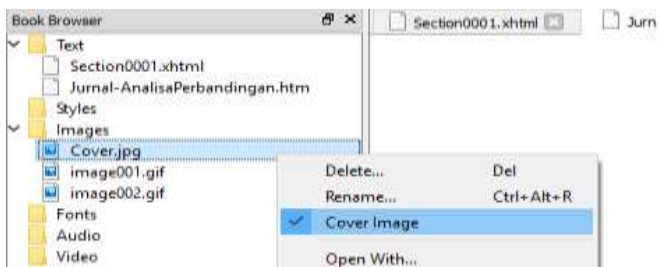 Book Browser
Section0001.xhtml
Jurn
Text
Section0001.xhtml
Jurnal-AnalisaPerbandingan.htm
Styles
Images
Cover.jpg
image001.gif
Delete... Del
image002.gif
Rename... Ctrl+Alt+R
Fonts
Cover Image
Audio
Video
Open With...